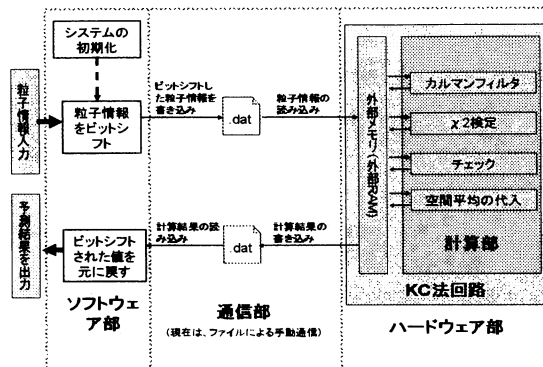 システムの
初期化
粒子情報入力
粒子情報
をビットシ
フト
ビットシフト
した粒子情報を
書き込み
.dat
粒子情報の
読み込み
外部メモリ(外部RAM)
カルマンフィルタ
χ2検定
チェック
空間平均の代入
計算部
KC法回路
予測結果を出力
ビットシフト
された値を
元に戻す
計算結果の読
み込み
.dat
計算結果の
書き込み
ソフトウェ
ア部
通信部
(現在は、ファイルによる手動通信)
ハードウェア部